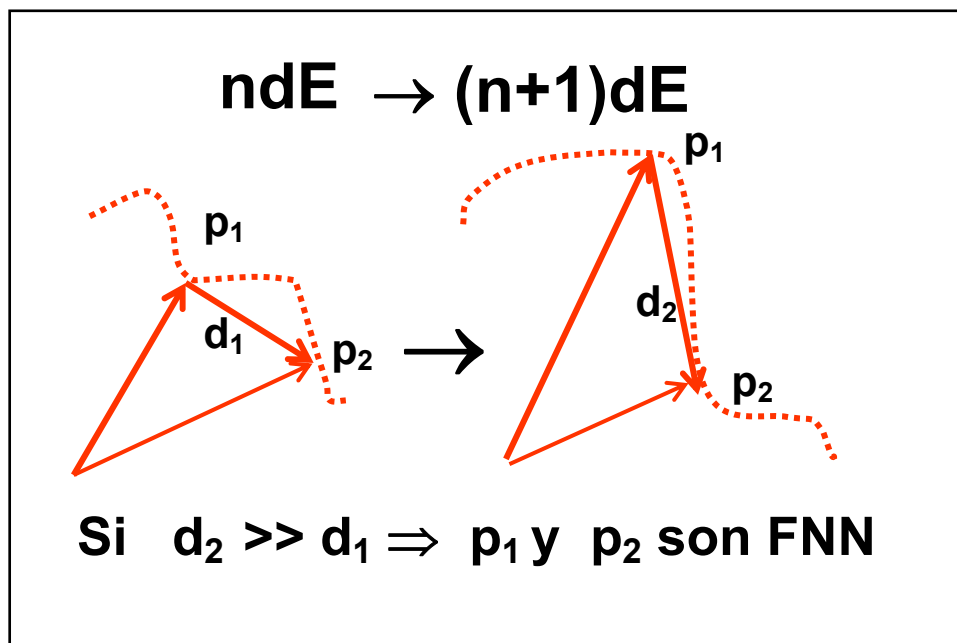 ndE → (n+1)dE
p₁
p₁
d₁
p₂
→
d₂
p₂
Si d₂ >> d₁ ⇒ p₁ y p₂ son FNN